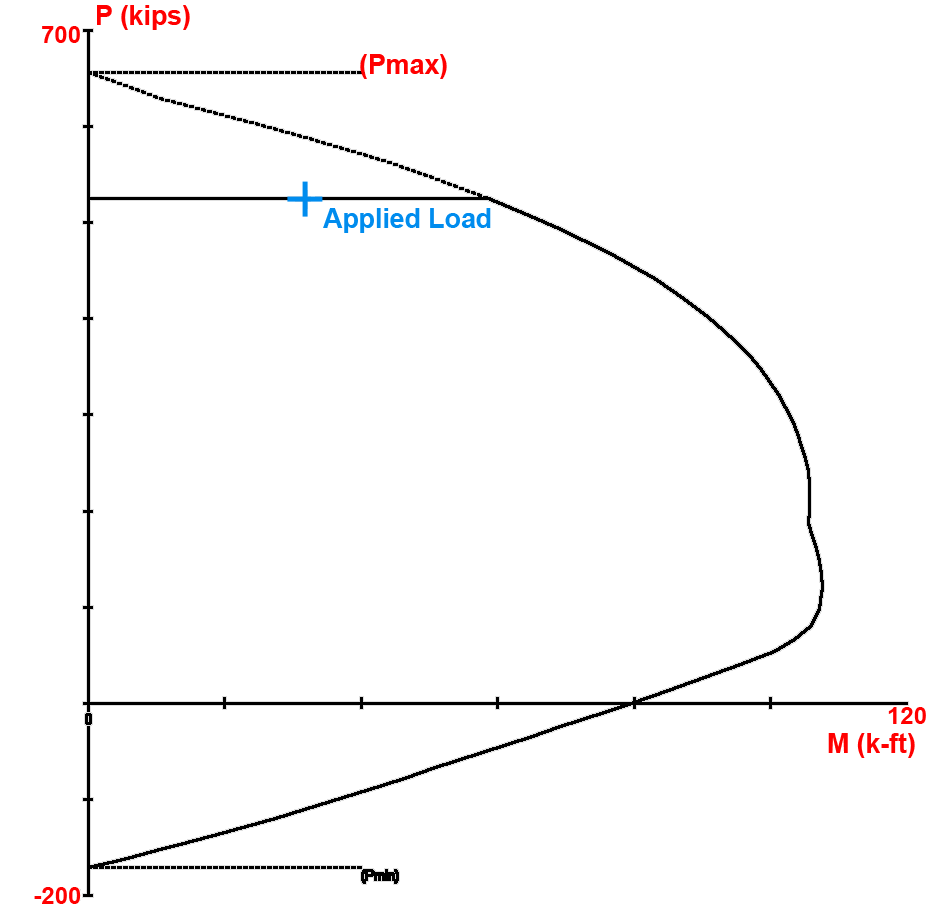 P (kips)
700
(Pmax)
Applied Load
0
120
M (k-ft)
(Pmin)
-200